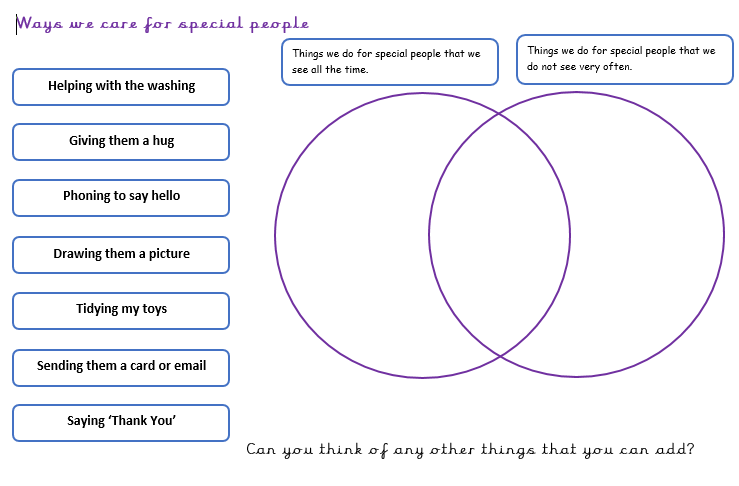 Ways we care for special people
Things we do for special people that we
see all the time.
Things we do for special people that we
do not see very often.
Helping with the washing
Giving them a hug
Phoning to say hello
Drawing them a picture
Tidying my toys
Sending them a card or email
Saying ‘Thank You’
Can you think of any other things that you can add?